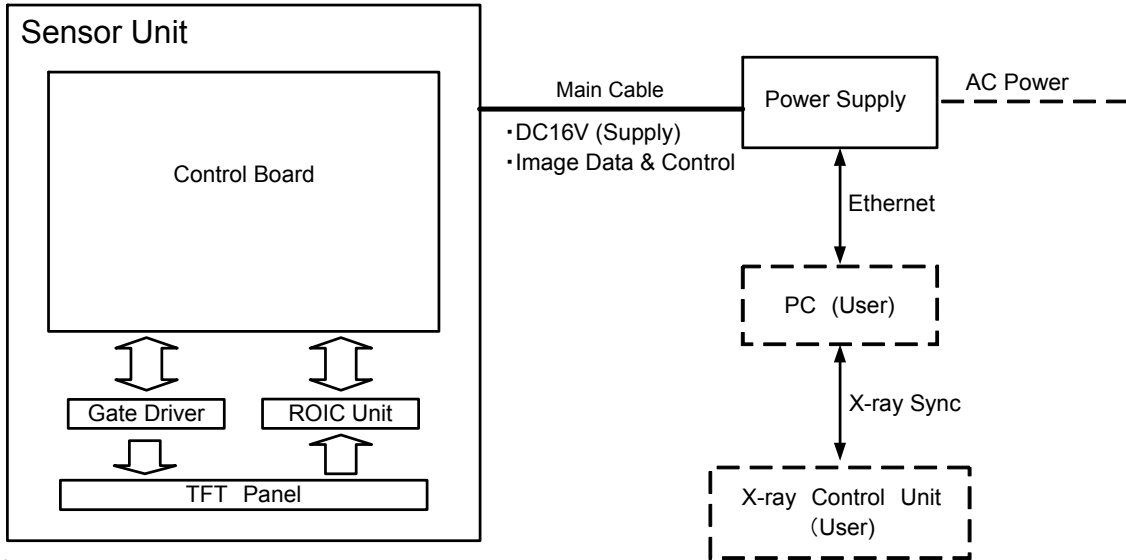 Sensor Unit
Control Board
Gate Driver
ROIC Unit
TFT Panel
Main Cable
・DC16V (Supply)
・Image Data & Control
Power Supply
AC Power
Ethernet
PC (User)
X-ray Sync
X-ray Control Unit
（User)